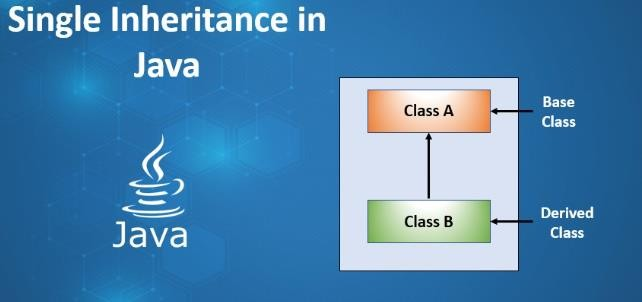 Single Inheritance in
Java
Java
Class A
Base
Class
Class B
Derived
Class